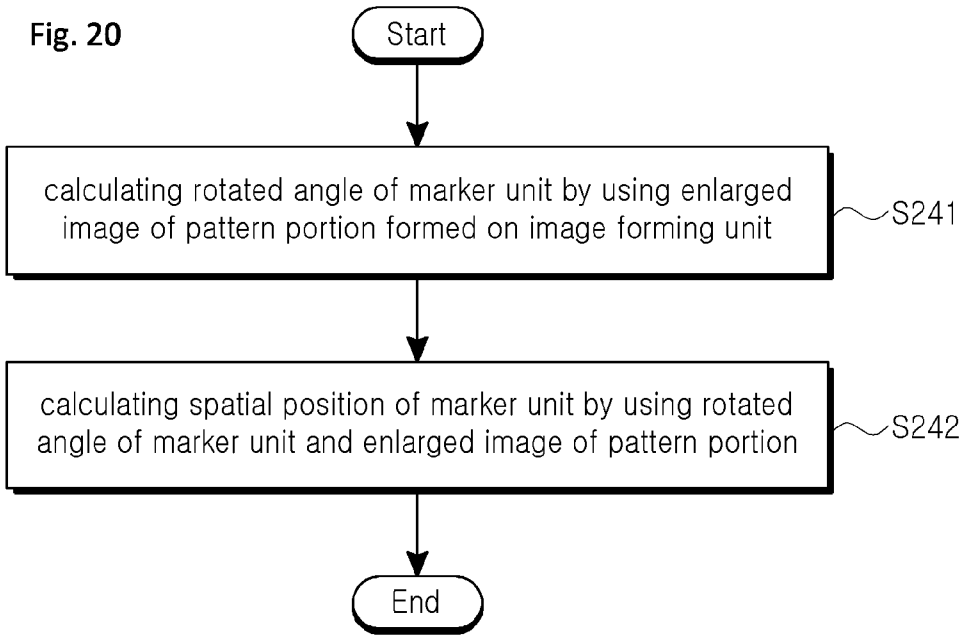 Fig. 20
Start
calculating rotated angle of marker unit by using enlarged
image of pattern portion formed on image forming unit
S241
calculating spatial position of marker unit by using rotated
angle of marker unit and enlarged image of pattern portion
S242
End